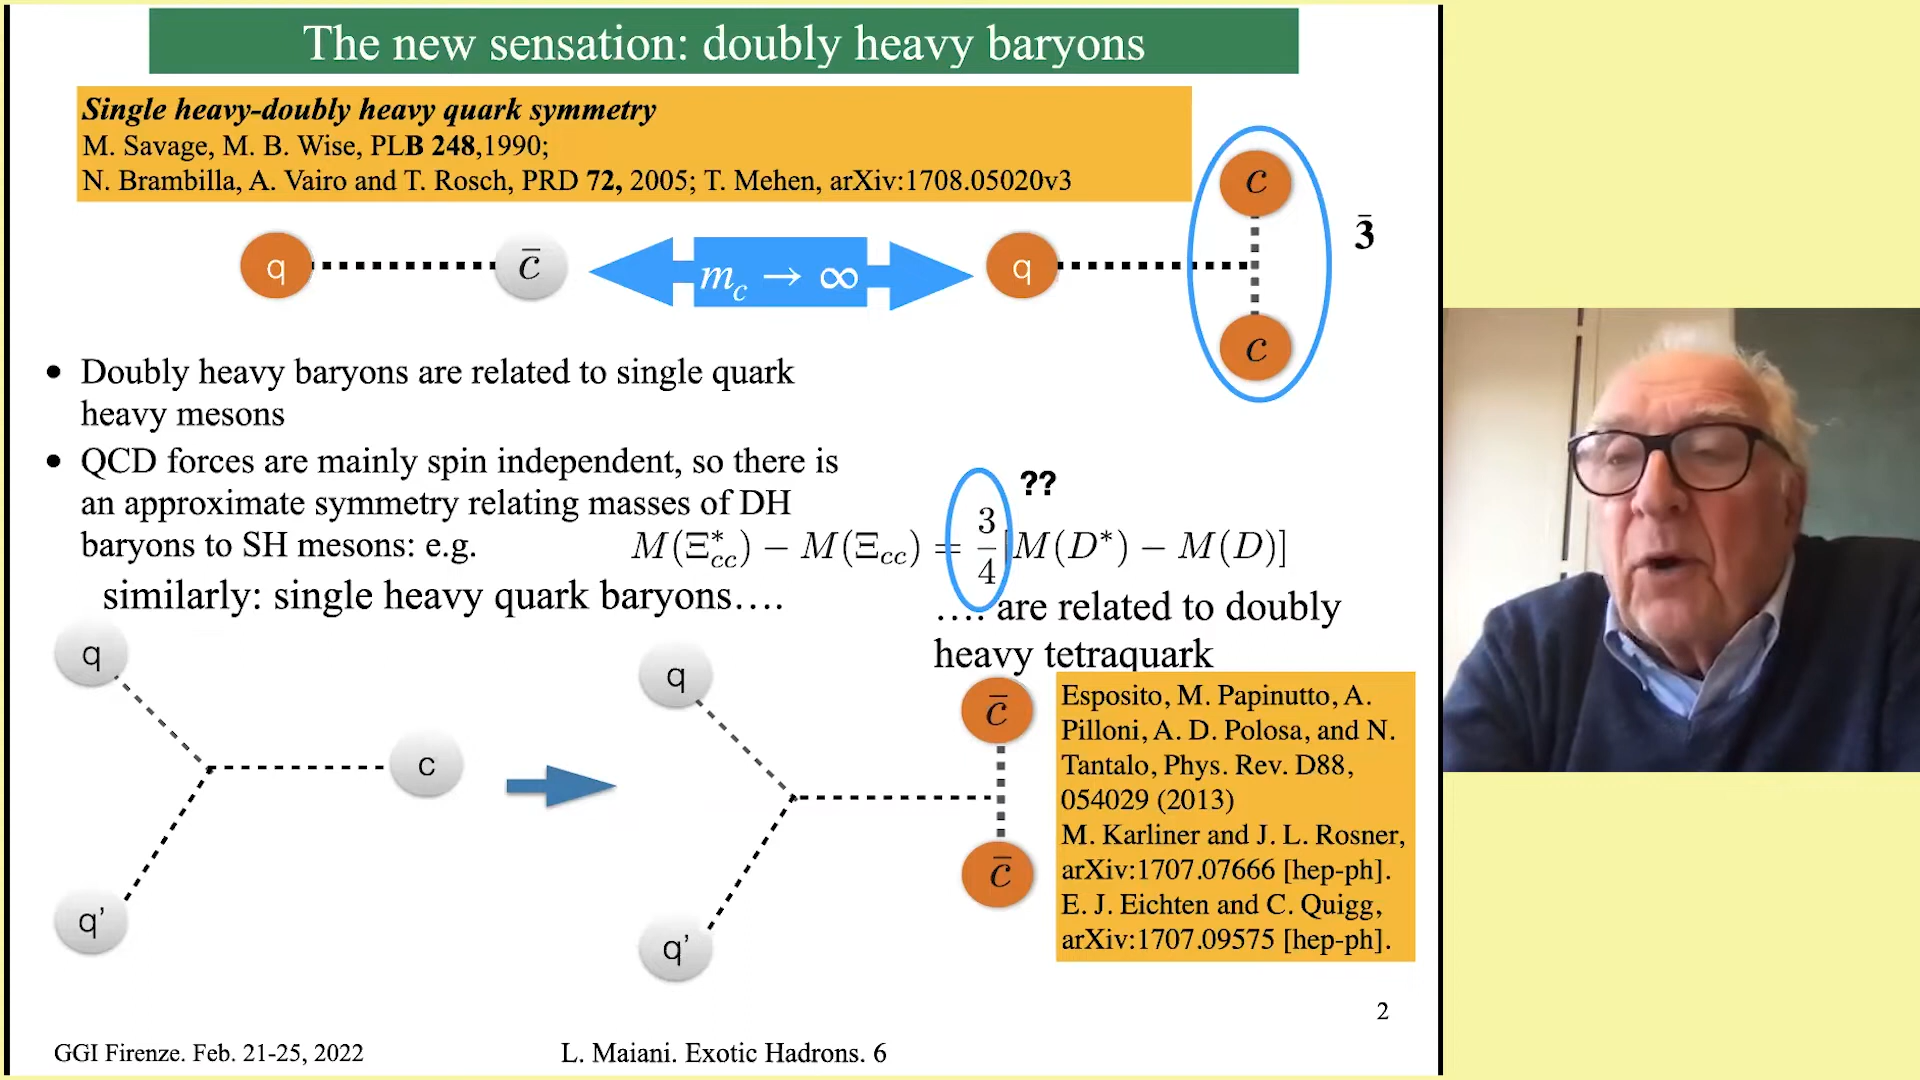 The new sensation: doubly heavy baryons
Single heavy-doubly heavy quark symmetry
M. Savage, M. B. Wise, PLB 248,1990;
N. Brambilla, A. Vairo and T. Rosch, PRD 72, 2005; T. Mehen, arXiv:1708.05020v3
q c̄ m_c → ∞ q c c 3̄
• Doubly heavy baryons are related to single quark
heavy mesons
• QCD forces are mainly spin independent, so there is
an approximate symmetry relating masses of DH
baryons to SH mesons: e.g.
??
M(Ξ*_cc) − M(Ξ_cc) = 3/4 [M(D*) − M(D)]
similarly: single heavy quark baryons….
…. are related to doubly
heavy tetraquark
q c q'
q c̄ c̄ q'
Esposito, M. Papinutto, A.
Pilloni, A. D. Polosa, and N.
Tantalo, Phys. Rev. D88,
054029 (2013)
M. Karliner and J. L. Rosner,
arXiv:1707.07666 [hep-ph].
E. J. Eichten and C. Quigg,
arXiv:1707.09575 [hep-ph].
2
GGI Firenze. Feb. 21-25, 2022
L. Maiani. Exotic Hadrons. 6